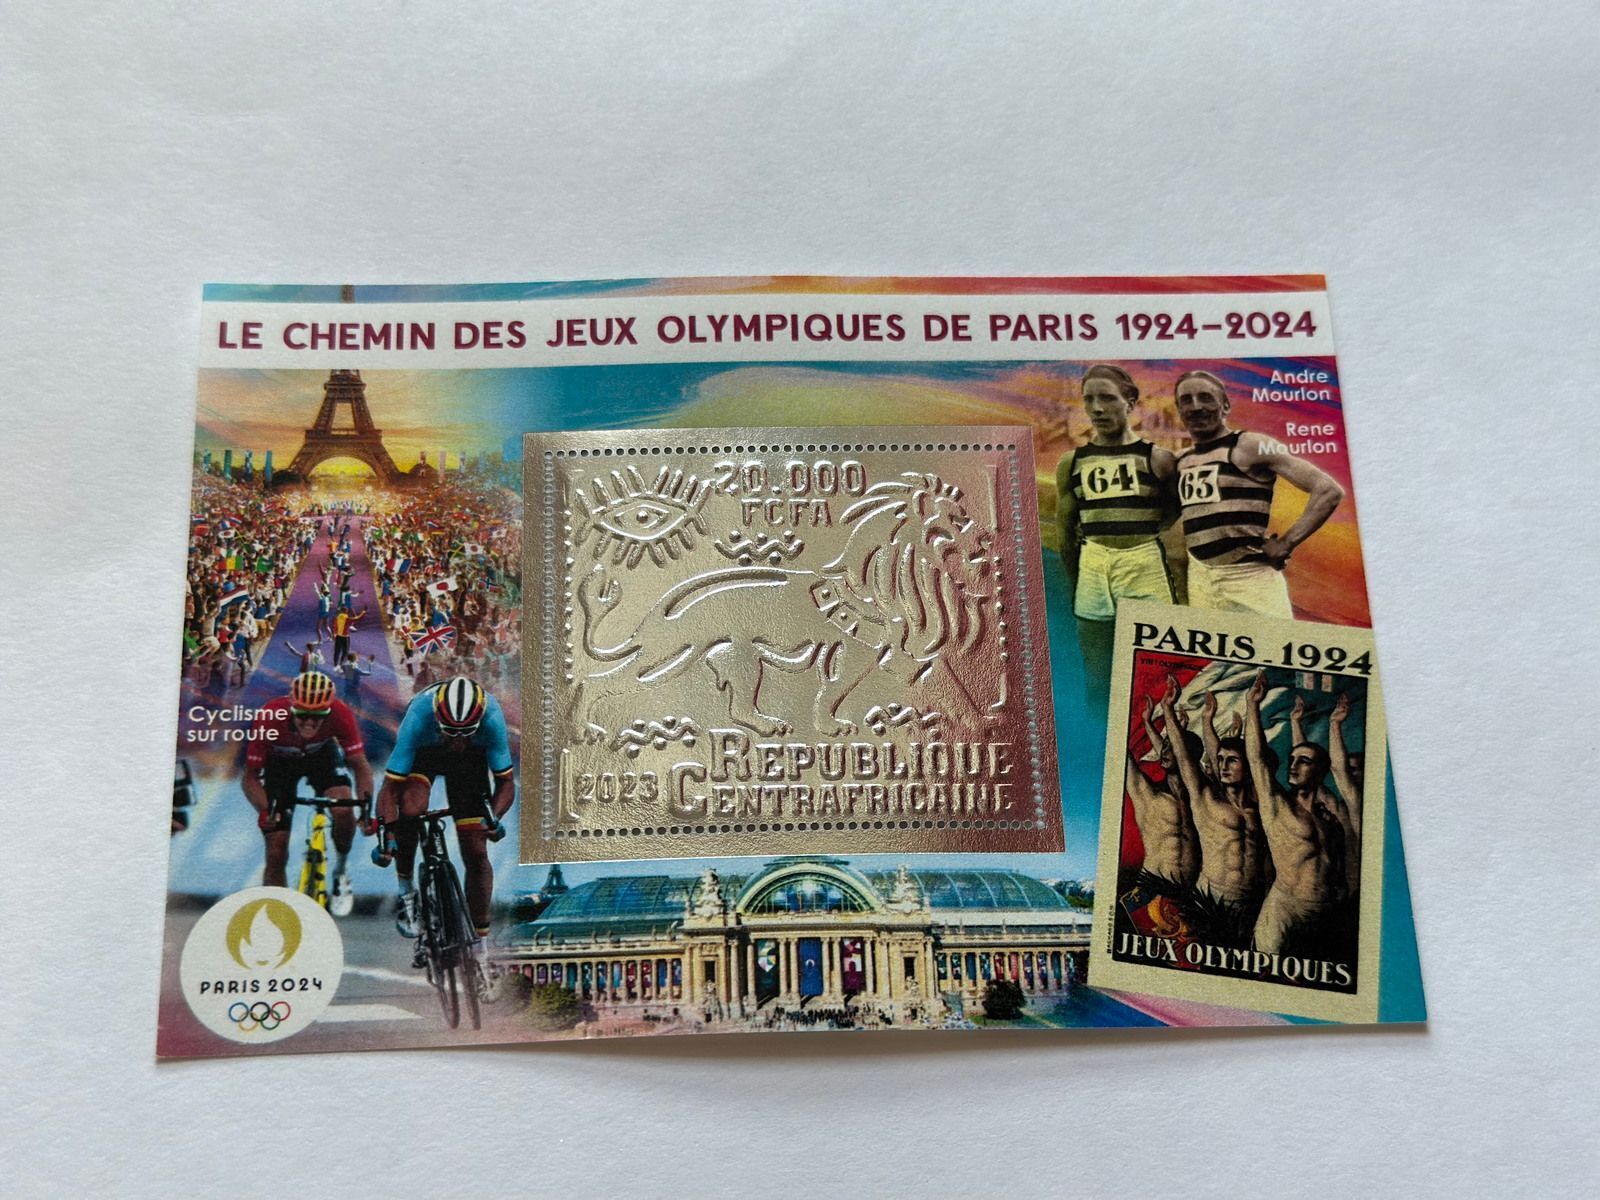 LE CHEMIN DES JEUX OLYMPIQUES DE PARIS 1924-2024
Andre
Mourlon
Rene
Mourlon
64
63
20.000
FCFA
2023
REPUBLIQUE
CENTRAFRICAINE
Cyclisme
sur route
PARIS 2024
PARIS-1924
JEUX OLYMPIQUES